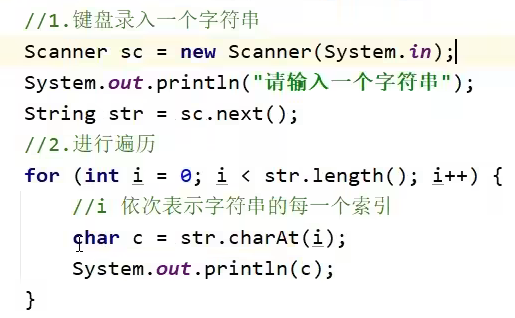 //1.键盘录入一个字符串
Scanner sc = new Scanner(System.in);
System.out.println("请输入一个字符串");
String str = sc.next();
//2.进行遍历
for (int i = 0; i < str.length(); i++) {
//i 依次表示字符串的每一个索引
char c = str.charAt(i);
System.out.println(c);
}